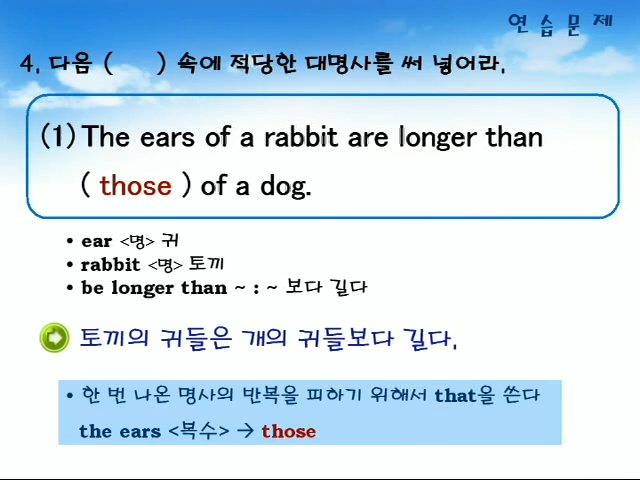 연 습 문 제
4. 다음 ( ) 속에 적당한 대명사를 써 넣어라.
(1) The ears of a rabbit are longer than
( those ) of a dog.
• ear <명> 귀
• rabbit <명> 토끼
• be longer than ~ : ~ 보다 길다
토끼의 귀들은 개의 귀들보다 길다.
• 한 번 나온 명사의 반복을 피하기 위해서 that을 쓴다
the ears <복수> → those